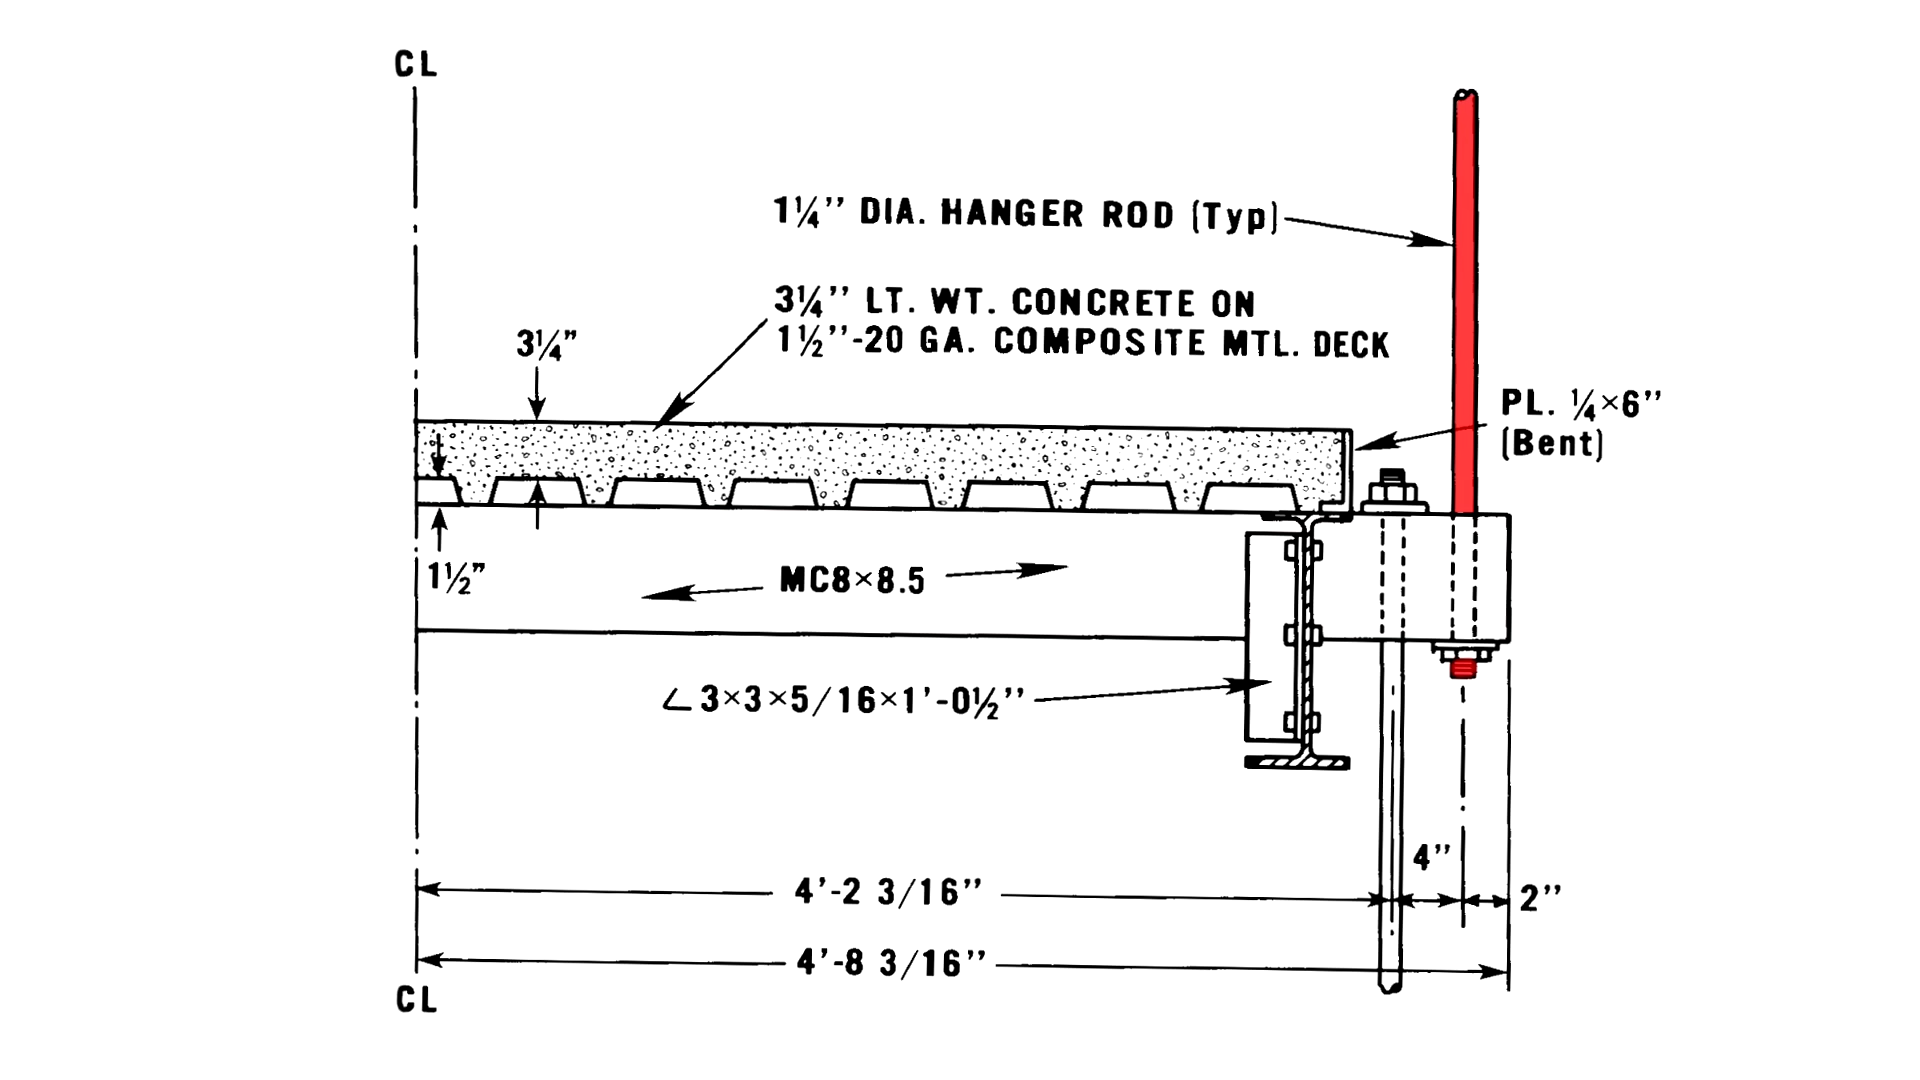 CL
1¼" DIA. HANGER ROD (Typ)
3¼" LT. WT. CONCRETE ON
1½"-20 GA. COMPOSITE MTL. DECK
3¼"
PL. ¼×6"
(Bent)
1½"
MC8×8.5
∠3×3×5/16×1'-0½"
4"
4'-2 3/16"
2"
4'-8 3/16"
CL